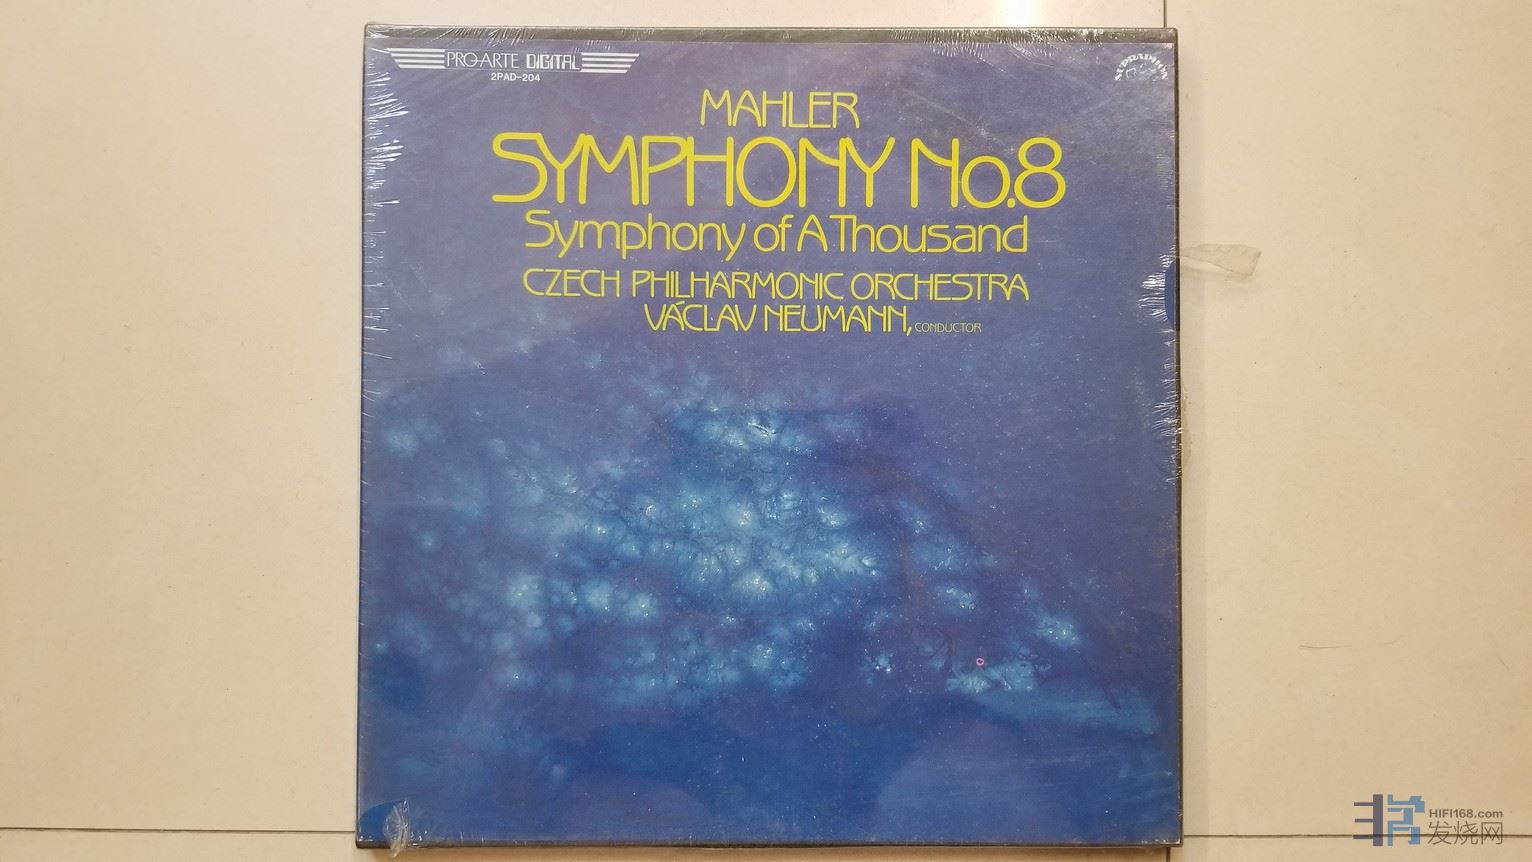 PRO-ARTE DIGITAL
2PAD-204
SUPRAPHON
MAHLER
SYMPHONY No.8
Symphony of A Thousand
CZECH PHILHARMONIC ORCHESTRA
VÁCLAV NEUMANN, CONDUCTOR
HIFI168.com
发烧网